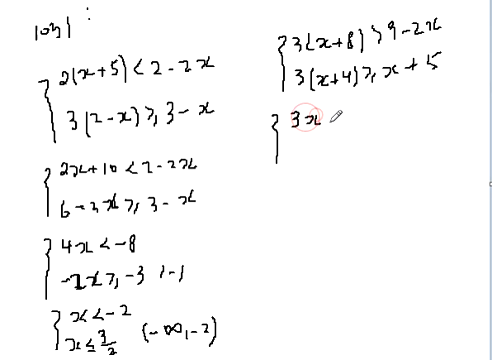 1031 :
2(x+5) < 2-2x
3(2-x) ≥ 3-x
2x+10 < 2-2x
6-3x ≥ 3-x
4x < -8
-2x ≥ -3 |·-1
x < -2
x ≤ 3/2 (-∞, -2)
3(x+8) ≥ 9-2x
3(x+4) ≥ x+5
3x